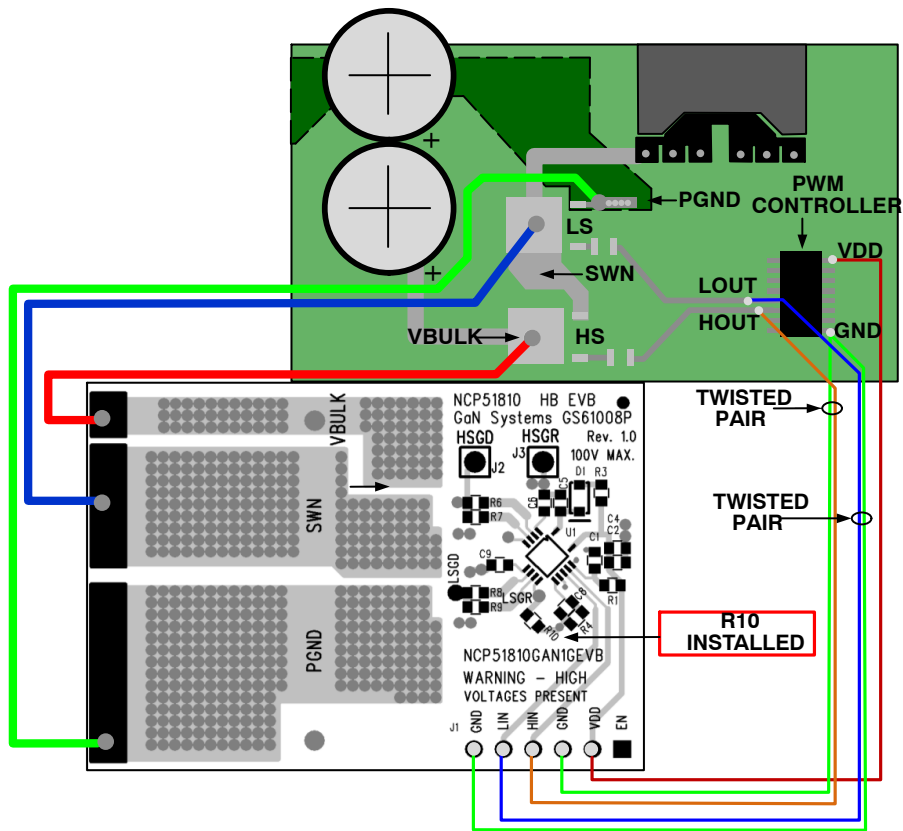 +
+
PGND
PWM
CONTROLLER
LS
VDD
SWN
LOUT
HOUT
GND
VBULK
HS
TWISTED
PAIR
TWISTED
PAIR
NCP51810 HB EVB
GaN Systems GS61008P
Rev. 1.0
100V MAX.
HSGD
HSGR
J2
J3
VBULK
SWN
PGND
D1
R3
C6
C5
R6
R7
U1
C4
C2
C1
C9
LSGD
R8
R9
LSGR
R1
C8
R4
R10
R10
INSTALLED
NCP51810GAN1GEVB
WARNING – HIGH
VOLTAGES PRESENT
J1
GND
LIN
HIN
GND
VDD
EN